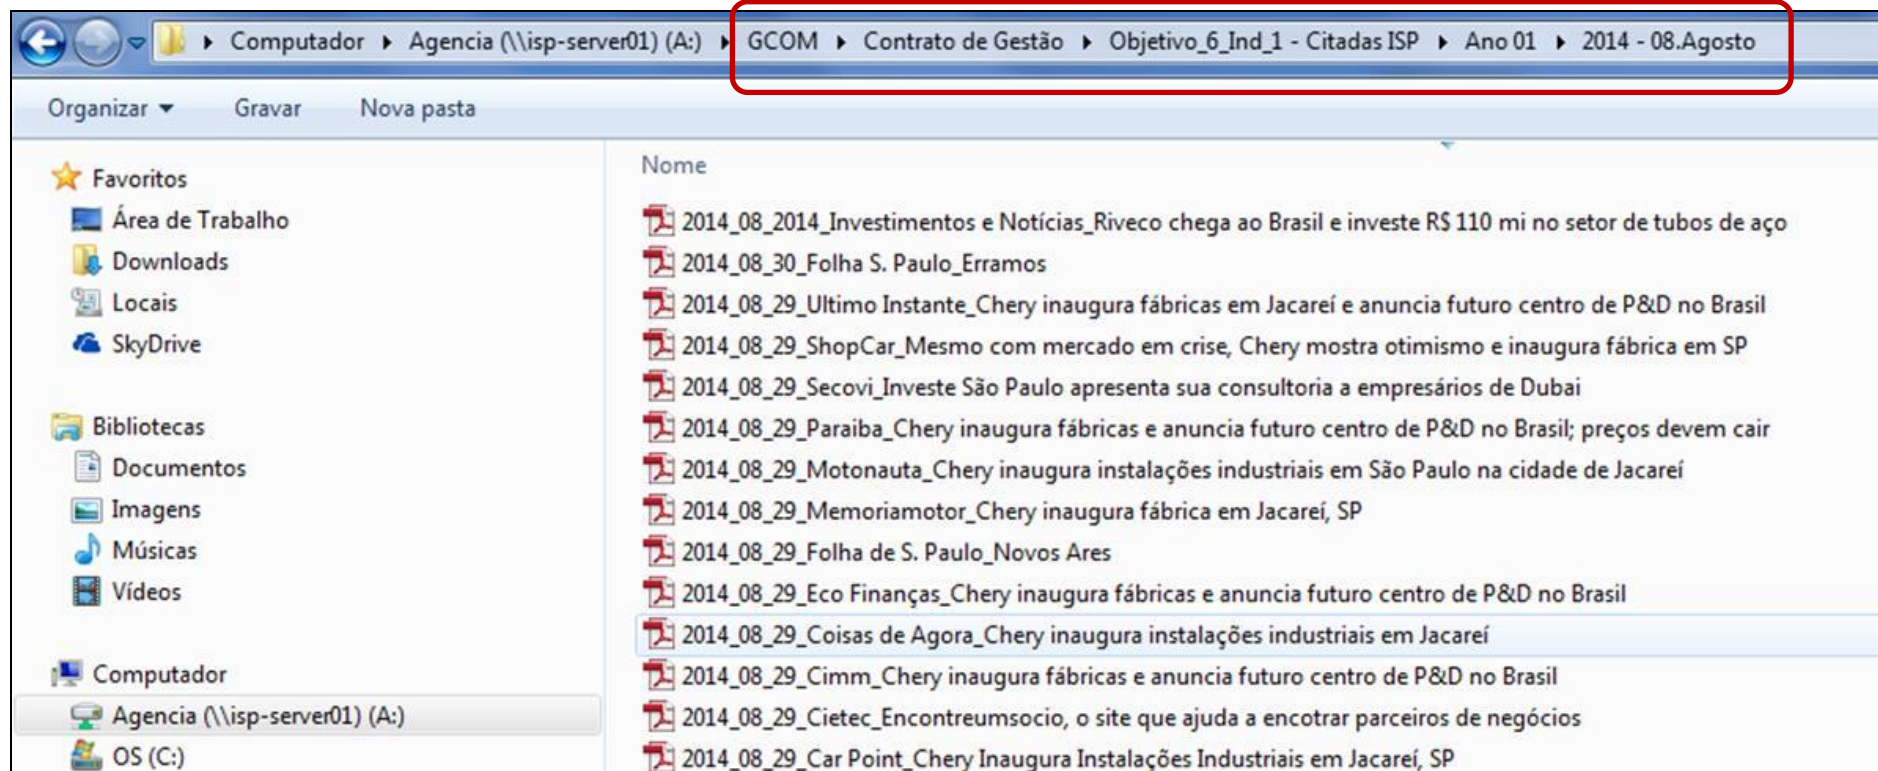 Computador Agencia (\\isp-server01) (A:) GCOM Contrato de Gestão Objetivo_6_Ind_1 - Citadas ISP Ano 01 2014 - 08.Agosto
Organizar Gravar Nova pasta
Favoritos
Área de Trabalho
Downloads
Locais
SkyDrive
Bibliotecas
Documentos
Imagens
Músicas
Vídeos
Computador
Agencia (\\isp-server01) (A:)
OS (C:)
Nome
2014_08_2014_Investimentos e Notícias_Riveco chega ao Brasil e investe R$ 110 mi no setor de tubos de aço
2014_08_30_Folha S. Paulo_Erramos
2014_08_29_Ultimo Instante_Chery inaugura fábricas em Jacareí e anuncia futuro centro de P&D no Brasil
2014_08_29_ShopCar_Mesmo com mercado em crise, Chery mostra otimismo e inaugura fábrica em SP
2014_08_29_Secovi_Investe São Paulo apresenta sua consultoria a empresários de Dubai
2014_08_29_Paraiba_Chery inaugura fábricas e anuncia futuro centro de P&D no Brasil; preços devem cair
2014_08_29_Motonauta_Chery inaugura instalações industriais em São Paulo na cidade de Jacareí
2014_08_29_Memoriamotor_Chery inaugura fábrica em Jacareí, SP
2014_08_29_Folha de S. Paulo_Novos Ares
2014_08_29_Eco Finanças_Chery inaugura fábricas e anuncia futuro centro de P&D no Brasil
2014_08_29_Coisas de Agora_Chery inaugura instalações industriais em Jacareí
2014_08_29_Cimm_Chery inaugura fábricas e anuncia futuro centro de P&D no Brasil
2014_08_29_Cietec_Encontreumsocio, o site que ajuda a encotrar parceiros de negócios
2014_08_29_Car Point_Chery Inaugura Instalações Industriais em Jacareí, SP